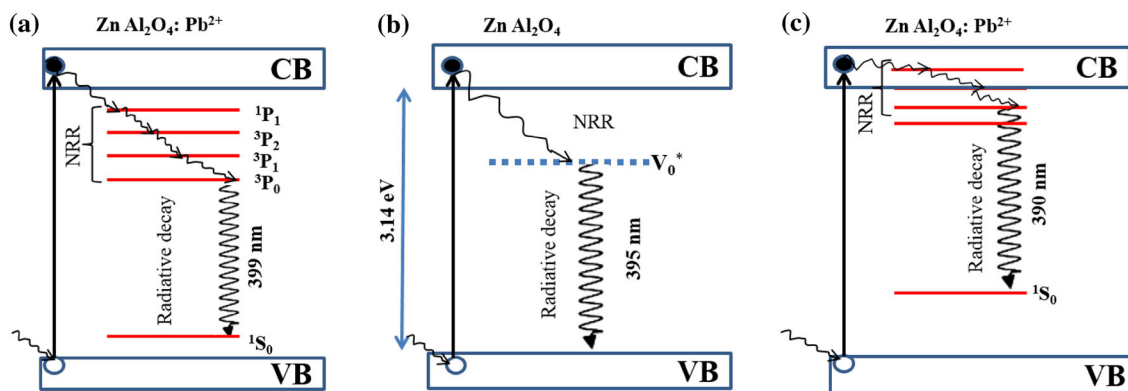 (a)
Zn Al₂O₄: Pb²⁺
CB
¹P₁
³P₂
³P₁
³P₀
NRR
Radiative decay
399 nm
¹S₀
VB
(b)
Zn Al₂O₄
CB
NRR
V₀*
3.14 eV
Radiative decay
395 nm
VB
(c)
Zn Al₂O₄: Pb²⁺
CB
NRR
Radiative decay
390 nm
¹S₀
VB